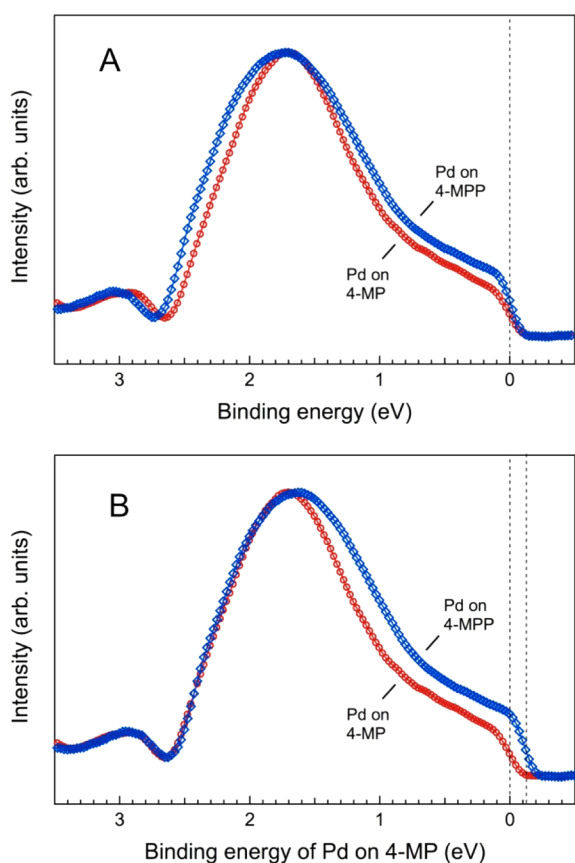 A
Intensity (arb. units)
Pd on
4-MPP
Pd on
4-MP
3
2
1
0
Binding energy (eV)
B
Intensity (arb. units)
Pd on
4-MPP
Pd on
4-MP
3
2
1
0
Binding energy of Pd on 4-MP (eV)